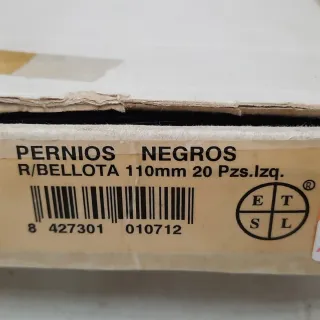 PERNIOS NEGROS
R/BELLOTA 110mm 20 Pzs.Izq.
8 427301 010712
®
E T
S L